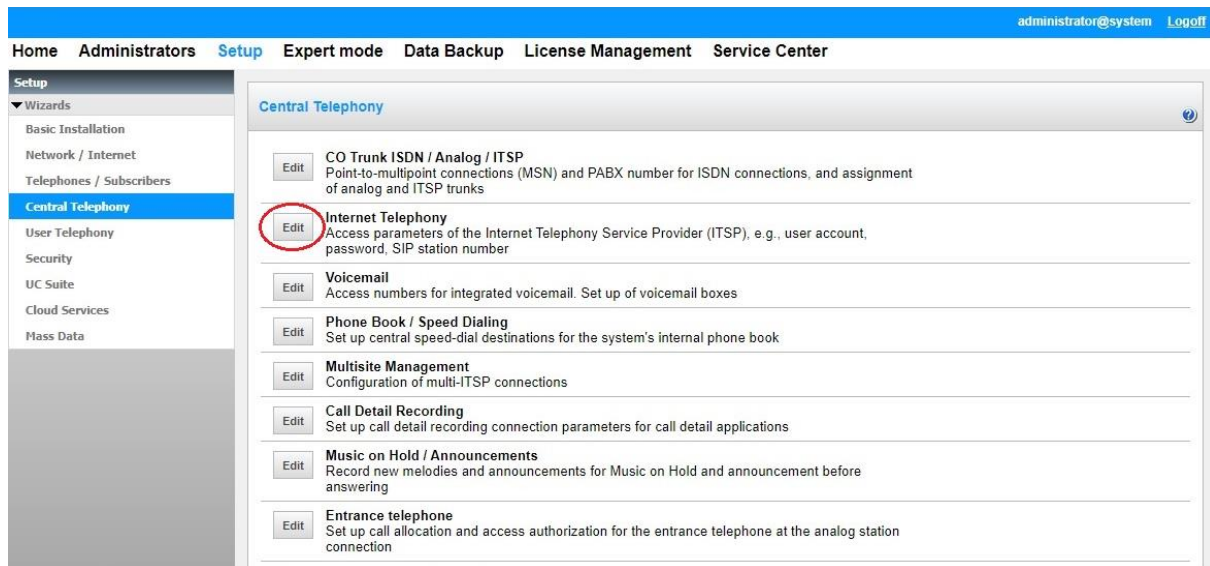 administrator@system Logoff
Home Administrators Setup Expert mode Data Backup License Management Service Center
Setup
Wizards
Basic Installation
Network / Internet
Telephones / Subscribers
Central Telephony
User Telephony
Security
UC Suite
Cloud Services
Mass Data
Central Telephony
?
Edit
CO Trunk ISDN / Analog / ITSP
Point-to-multipoint connections (MSN) and PABX number for ISDN connections, and assignment
of analog and ITSP trunks
Edit
Internet Telephony
Access parameters of the Internet Telephony Service Provider (ITSP), e.g., user account,
password, SIP station number
Edit
Voicemail
Access numbers for integrated voicemail. Set up of voicemail boxes
Edit
Phone Book / Speed Dialing
Set up central speed-dial destinations for the system's internal phone book
Edit
Multisite Management
Configuration of multi-ITSP connections
Edit
Call Detail Recording
Set up call detail recording connection parameters for call detail applications
Edit
Music on Hold / Announcements
Record new melodies and announcements for Music on Hold and announcement before
answering
Edit
Entrance telephone
Set up call allocation and access authorization for the entrance telephone at the analog station
connection